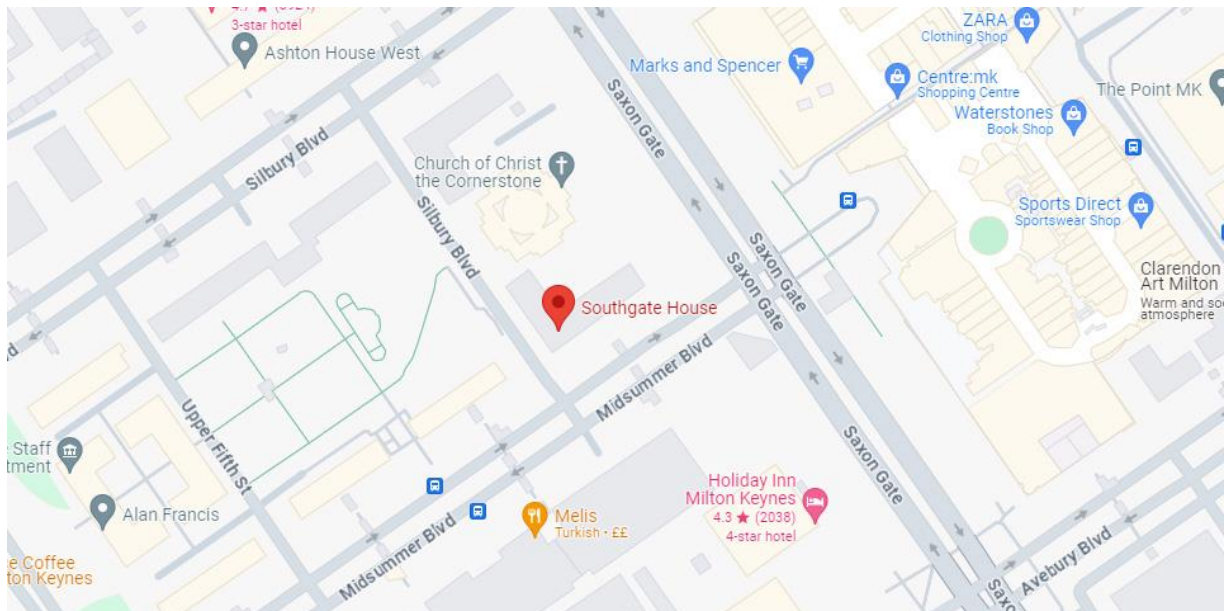 3-star hotel
Ashton House West
Silbury Blvd
Church of Christ
the Cornerstone
Silbury Blvd
Saxon Gate
Marks and Spencer
ZARA
Clothing Shop
Centre:mk
Shopping Centre
The Point MK
Waterstones
Book Shop
Sports Direct
Sportswear Shop
Clarendon
Art Milton
Warm and
atmosphere
Saxon Gate
Saxon Gate
Southgate House
Midsummer Blvd
Upper Fifth St
Staff
Alan Francis
Coffee
Keynes
Midsummer Blvd
Melis
Turkish • ££
Holiday Inn
Milton Keynes
4.3 ★ (2038)
4-star hotel
Saxon Gate
Avebury Blvd